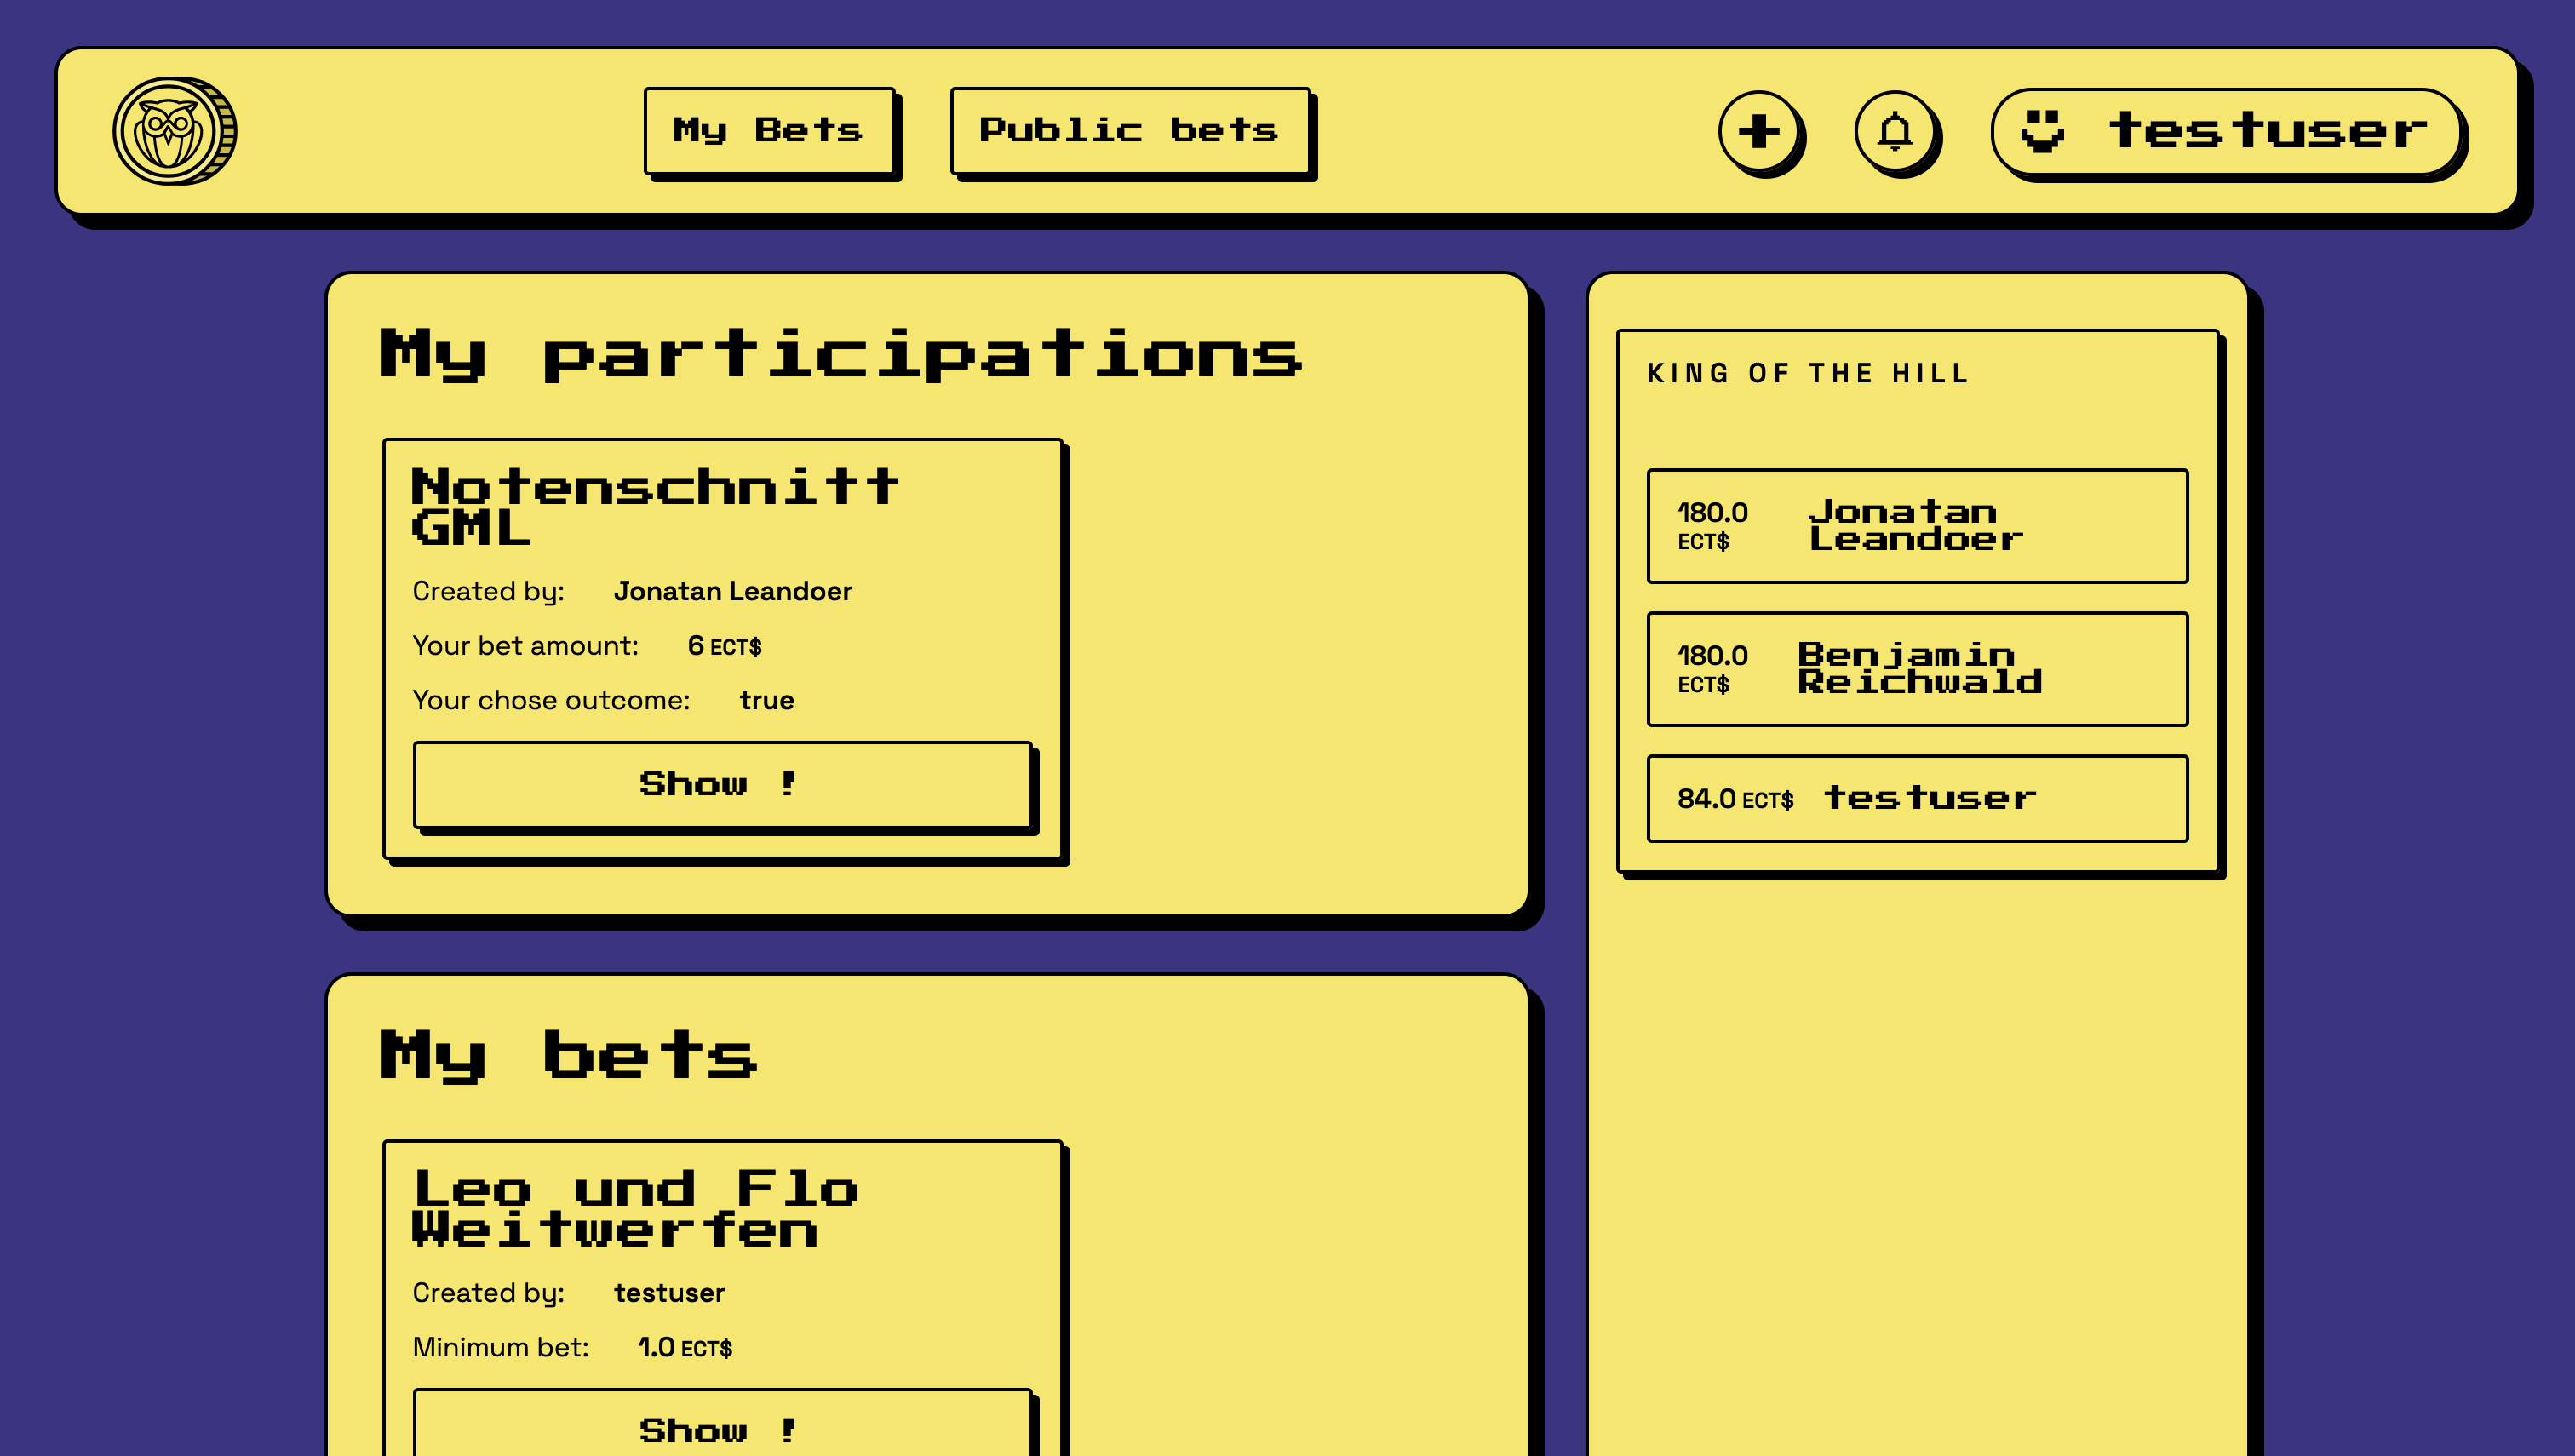 My Bets
Public bets
testuser
My participations
Notenschnitt
GML
Created by: Jonatan Leandoer
Your bet amount: 6 ECT$
Your chose outcome: true
Show !
My bets
Leo und Flo
Weitwerfen
Created by: testuser
Minimum bet: 1.0 ECT$
Show !
KING OF THE HILL
180.0
ECT$
Jonatan
Leandoer
180.0
ECT$
Benjamin
Reichwald
84.0 ECT$ testuser